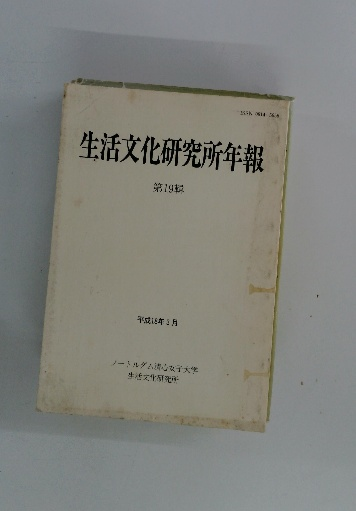 生活文化研究所年報
第19輯
平成18年3月
ノートルダム清心女子大学
生活文化研究所